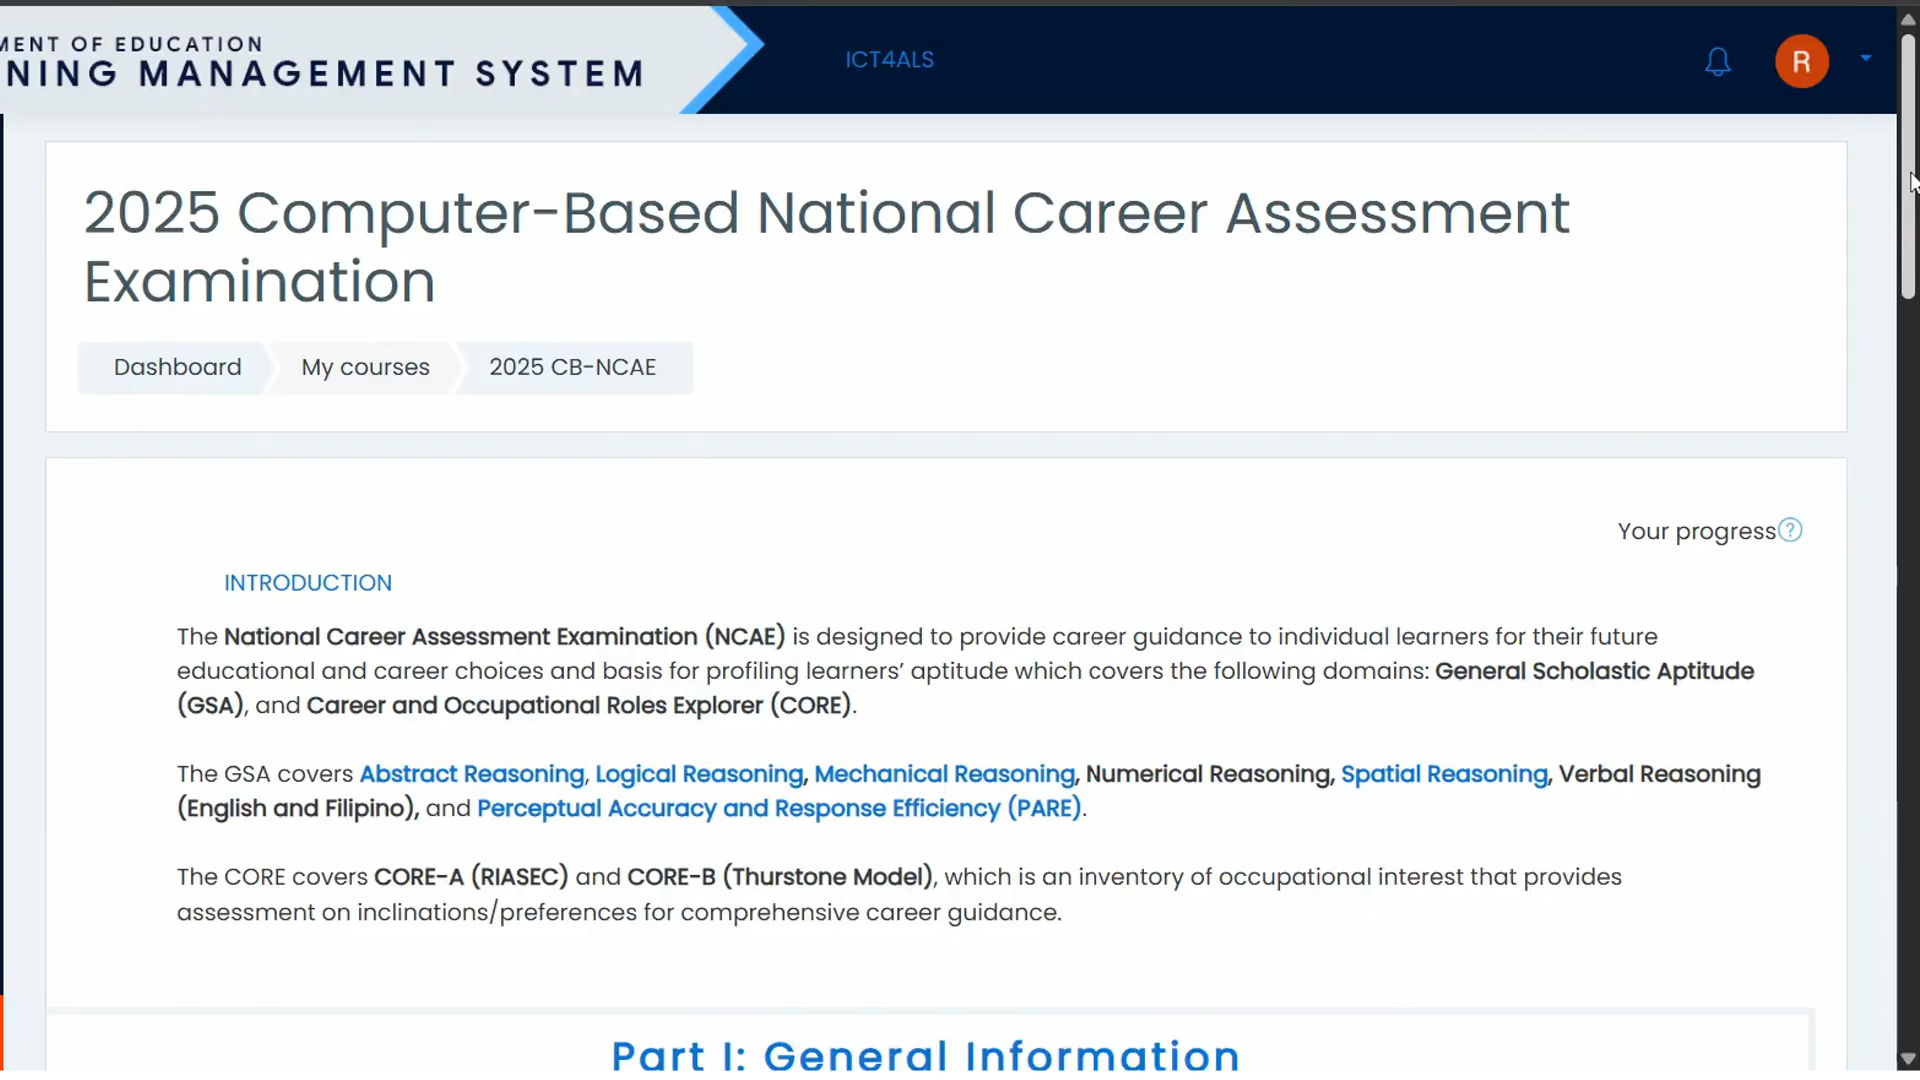 MENT OF EDUCATION
NING MANAGEMENT SYSTEM
ICT4ALS
R
2025 Computer-Based National Career Assessment
Examination
Dashboard
My courses
2025 CB-NCAE
Your progress
?
INTRODUCTION
The National Career Assessment Examination (NCAE) is designed to provide career guidance to individual learners for their future
educational and career choices and basis for profiling learners’ aptitude which covers the following domains: General Scholastic Aptitude
(GSA), and Career and Occupational Roles Explorer (CORE).
The GSA covers Abstract Reasoning, Logical Reasoning, Mechanical Reasoning, Numerical Reasoning, Spatial Reasoning, Verbal Reasoning
(English and Filipino), and Perceptual Accuracy and Response Efficiency (PARE).
The CORE covers CORE-A (RIASEC) and CORE-B (Thurstone Model), which is an inventory of occupational interest that provides
assessment on inclinations/preferences for comprehensive career guidance.
Part I: General Information